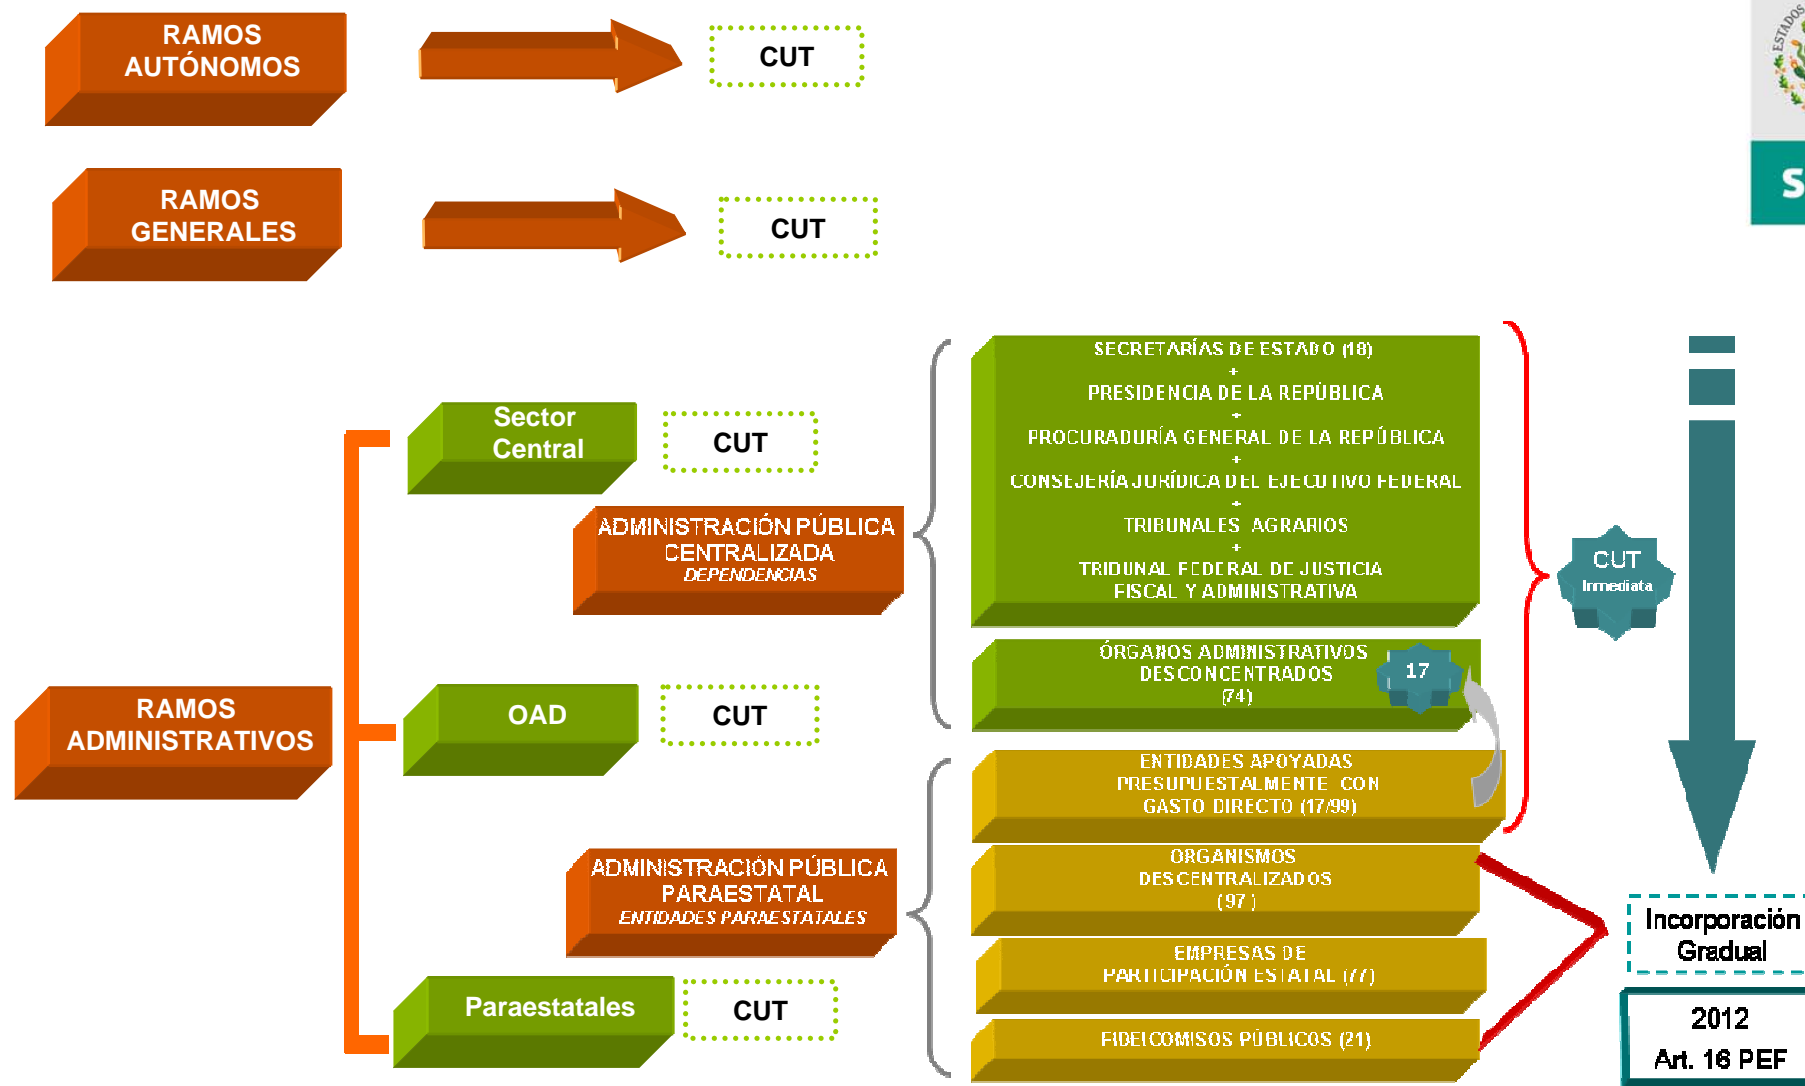 RAMOS
AUTÓNOMOS
CUT
ESTADOS
RAMOS
GENERALES
CUT
S
RAMOS
ADMINISTRATIVOS
Sector
Central
CUT
ADMINISTRACIÓN PÚBLICA
CENTRALIZADA
DEPENDENCIAS
SECRETARÍAS DE ESTADO (18)
+
PRESIDENCIA DE LA REPÚBLICA
+
PROCURADURÍA GENERAL DE LA REPÚBLICA
+
CONSEJERÍA JURÍDICA DEL EJECUTIVO FEDERAL
+
TRIBUNALES AGRARIOS
+
TRIDUNAL FEDERAL DE JUSTICIA
FISCAL Y ADMINISTRATIVA
CUT
Inmediata
OAD
CUT
ÓRGANOS ADMINISTRATIVOS
DESCONCENTRADOS
(74)
17
ENTIDADES APOYADAS
PRESUPUESTALMENTE CON
GASTO DIRECTO (17/99)
ADMINISTRACIÓN PÚBLICA
PARAESTATAL
ENTIDADES PARAESTATALES
ORGANISMOS
DESCENTRALIZADOS
(97)
EMPRESAS DE
PARTICIPACIÓN ESTATAL (77)
Paraestatales
CUT
FIDEICOMISOS PÚBLICOS (21)
Incorporación
Gradual
2012
Art. 16 PEF